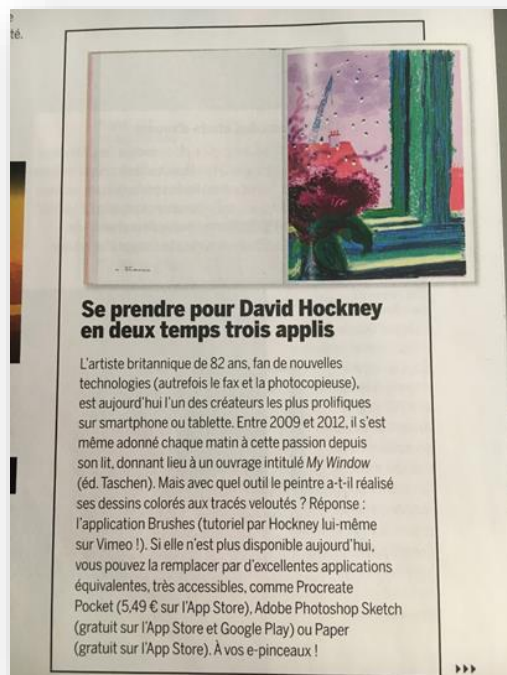 té.
Se prendre pour David Hockney
en deux temps trois applis
L'artiste britannique de 82 ans, fan de nouvelles
technologies (autrefois le fax et la photocopieuse),
est aujourd'hui l'un des créateurs les plus prolifiques
sur smartphone ou tablette. Entre 2009 et 2012, il s'est
même adonné chaque matin à cette passion depuis
son lit, donnant lieu à un ouvrage intitulé My Window
(éd. Taschen). Mais avec quel outil le peintre a-t-il réalisé
ses dessins colorés aux tracés veloutés ? Réponse :
l'application Brushes (tutoriel par Hockney lui-même
sur Vimeo !). Si elle n'est plus disponible aujourd'hui,
vous pouvez la remplacer par d'excellentes applications
équivalentes, très accessibles, comme Procreate
Pocket (5,49 € sur l'App Store), Adobe Photoshop Sketch
(gratuit sur l'App Store et Google Play) ou Paper
(gratuit sur l'App Store). À vos e-pinceaux !